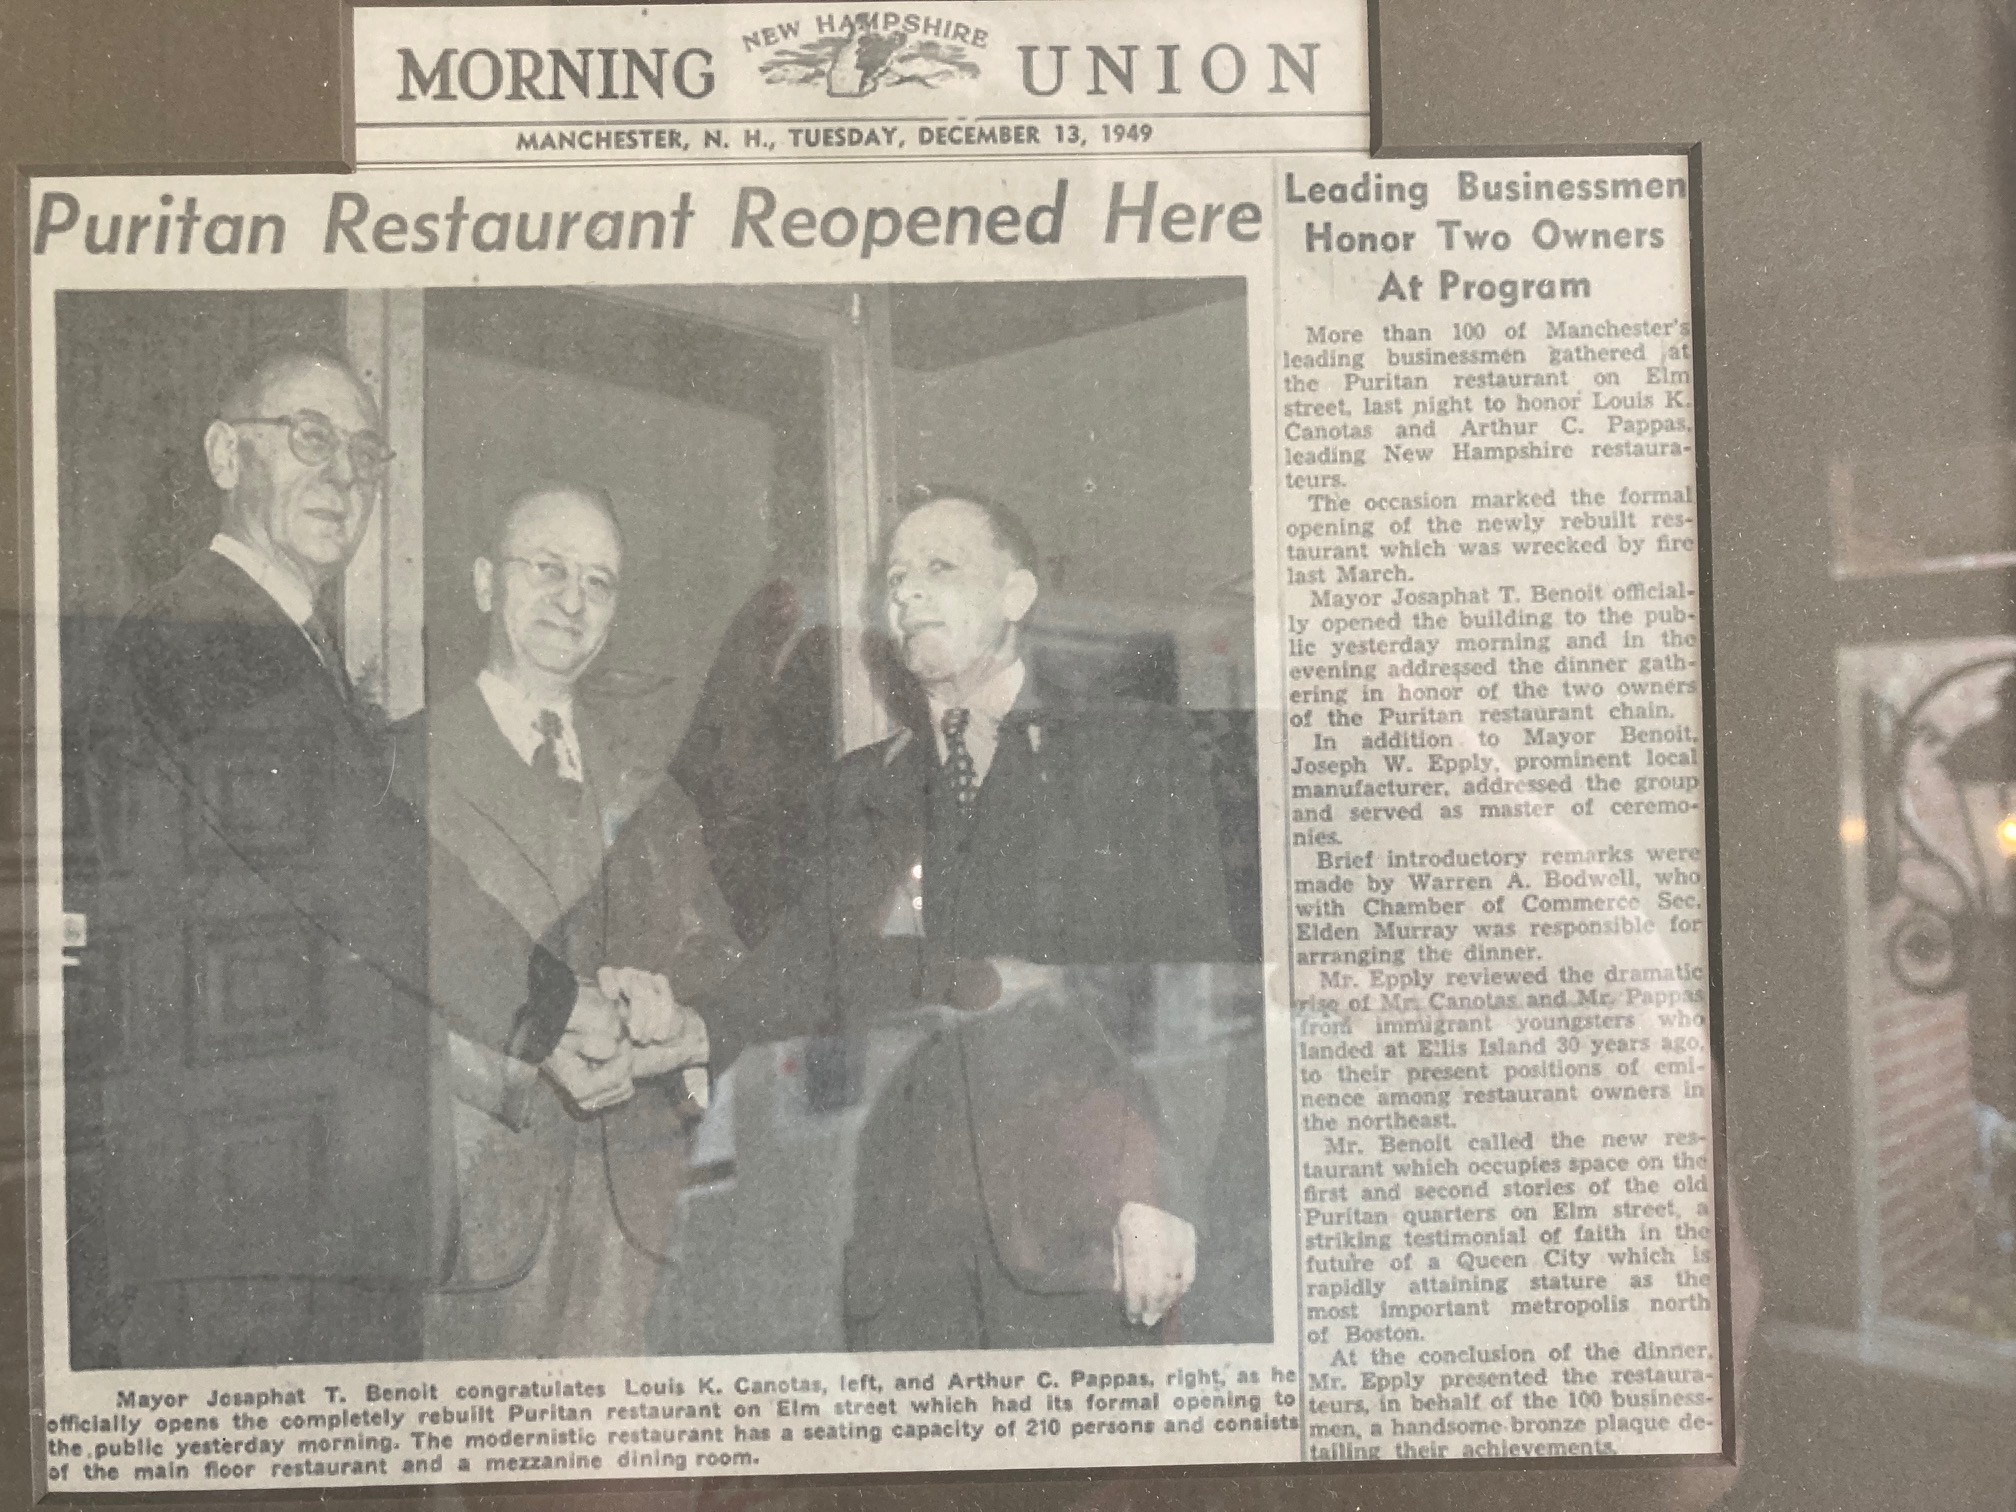 MORNING NEW HAMPSHIRE UNION
MANCHESTER, N. H., TUESDAY, DECEMBER 13, 1949
Puritan Restaurant Reopened Here
Mayor Josaphat T. Benoit congratulates Louis K. Canotas, left, and Arthur C. Pappas, right, as he
officially opens the completely rebuilt Puritan restaurant on Elm street which had its formal opening to
the public yesterday morning. The modernistic restaurant has a seating capacity of 210 persons and consists
of the main floor restaurant and a mezzanine dining room.
Leading Businessmen
Honor Two Owners
At Program
More than 100 of Manchester's
leading businessmen gathered at
the Puritan restaurant on Elm
street, last night to honor Louis K.
Canotas and Arthur C. Pappas,
leading New Hampshire restaura-
teurs.
The occasion marked the formal
opening of the newly rebuilt res-
taurant which was wrecked by fire
last March.
Mayor Josaphat T. Benoit official-
ly opened the building to the pub-
lic yesterday morning and in the
evening addressed the dinner gath-
ering in honor of the two owners
of the Puritan restaurant chain.
In addition to Mayor Benoit,
Joseph W. Epply, prominent local
manufacturer, addressed the group
and served as master of ceremo-
nies.
Brief introductory remarks were
made by Warren A. Bodwell, who
with Chamber of Commerce Sec.
Elden Murray was responsible for
arranging the dinner.
Mr. Epply reviewed the dramatic
rise of Mr. Canotas and Mr. Pappas
from immigrant youngsters who
landed at Ellis Island 30 years ago,
to their present positions of emi-
nence among restaurant owners in
the northeast.
Mr. Benoit called the new res-
taurant which occupies space on the
first and second stories of the old
Puritan quarters on Elm street, a
striking testimonial of faith in the
future of a Queen City which is
rapidly attaining stature as the
most important metropolis north
of Boston.
At the conclusion of the dinner,
Mr. Epply presented the restaura-
teurs, in behalf of the 100 business-
men, a handsome bronze plaque de-
tailing their achievements.